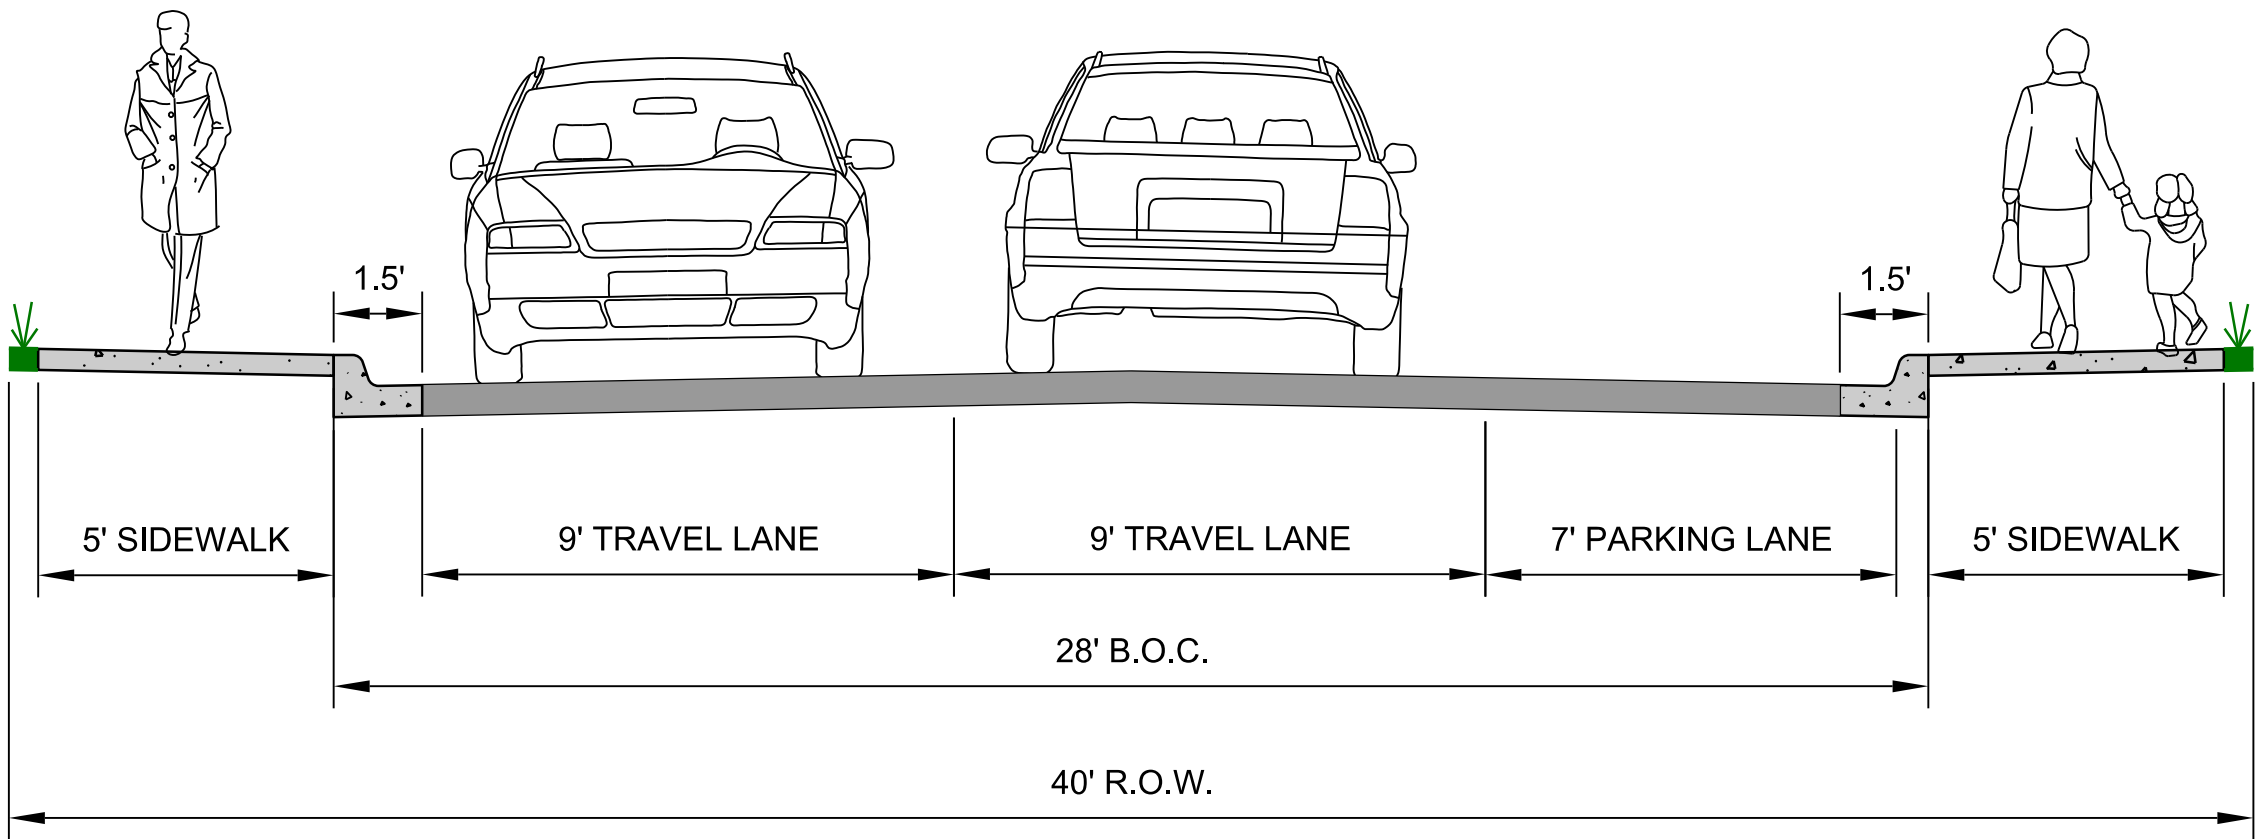 1.5'
1.5'
5' SIDEWALK
9' TRAVEL LANE
9' TRAVEL LANE
7' PARKING LANE
5' SIDEWALK
28' B.O.C.
40' R.O.W.